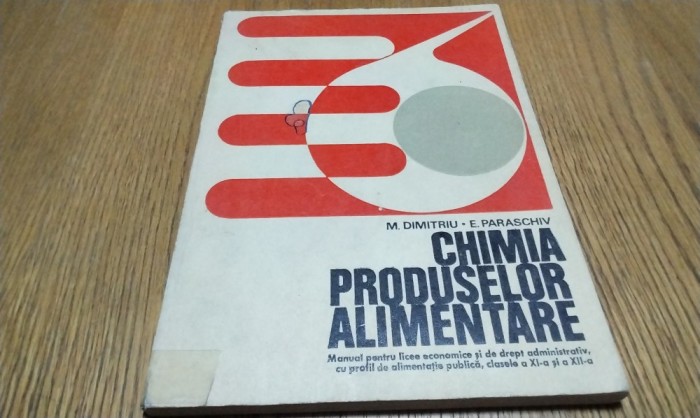 M. DIMITRIU • E. PARASCHIV
CHIMIA
PRODUSELOR
ALIMENTARE
Manual pentru licee economice și de drept administrativ,
cu profil de alimentație publică, clasele a XI-a și a XII-a